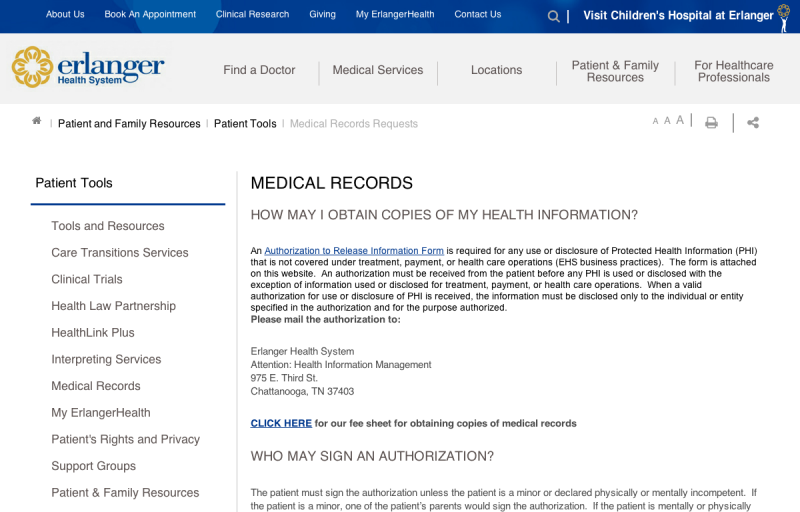 About Us Book An Appointment Clinical Research Giving My ErlangerHealth Contact Us Visit Children's Hospital at Erlanger
erlanger
Health System
Find a Doctor Medical Services Locations Patient & Family Resources For Healthcare Professionals
Patient and Family Resources Patient Tools Medical Records Requests
A A A
Patient Tools
Tools and Resources
Care Transitions Services
Clinical Trials
Health Law Partnership
HealthLink Plus
Interpreting Services
Medical Records
My ErlangerHealth
Patient's Rights and Privacy
Support Groups
Patient & Family Resources
MEDICAL RECORDS
HOW MAY I OBTAIN COPIES OF MY HEALTH INFORMATION?
An Authorization to Release Information Form is required for any use or disclosure of Protected Health Information (PHI)
that is not covered under treatment, payment, or health care operations (EHS business practices). The form is attached
on this website. An authorization must be received from the patient before any PHI is used or disclosed with the
exception of information used or disclosed for treatment, payment, or health care operations. When a valid
authorization for use or disclosure of PHI is received, the information must be disclosed only to the individual or entity
specified in the authorization and for the purpose authorized.
Please mail the authorization to:
Erlanger Health System
Attention: Health Information Management
975 E. Third St.
Chattanooga, TN 37403
CLICK HERE for our fee sheet for obtaining copies of medical records
WHO MAY SIGN AN AUTHORIZATION?
The patient must sign the authorization unless the patient is a minor or declared physically or mentally incompetent. If
the patient is a minor, one of the patient's parents would sign the authorization. If the patient is mentally or physically